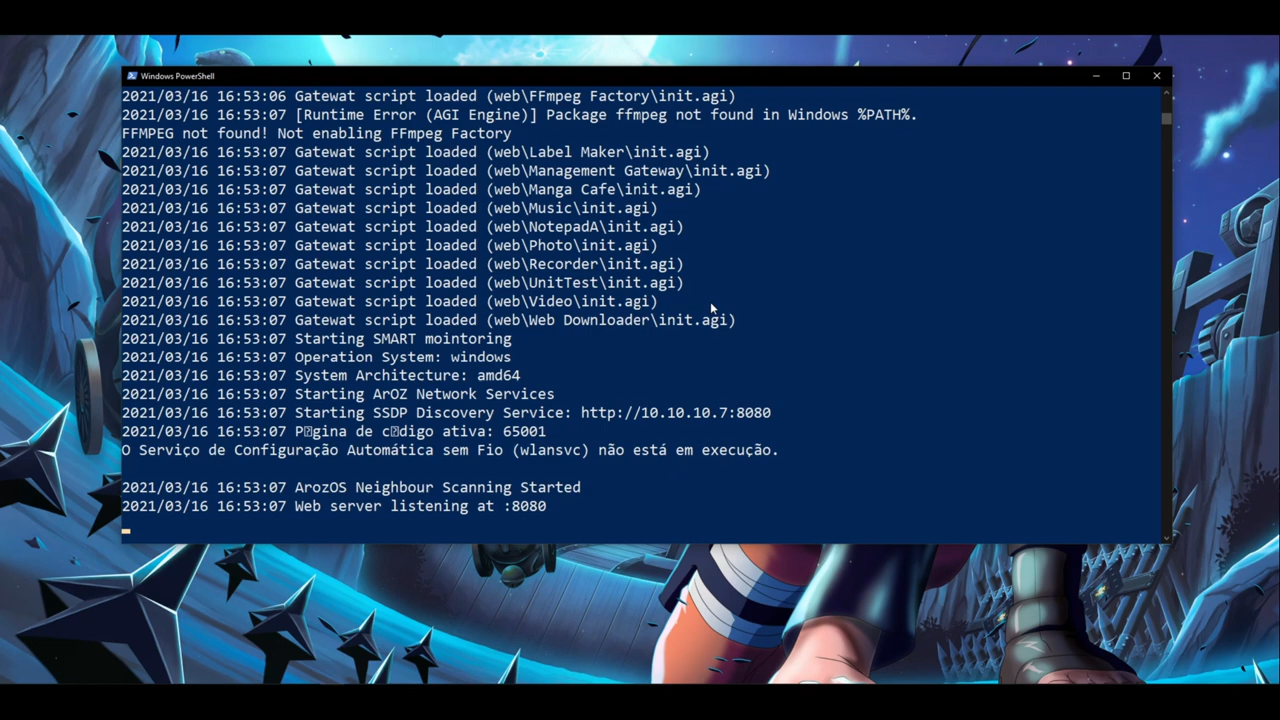 Windows PowerShell
2021/03/16 16:53:06 Gatewat script loaded (web\FFmpeg Factory\init.agi)
2021/03/16 16:53:07 [Runtime Error (AGI Engine)] Package ffmpeg not found in Windows %PATH%.
FFMPEG not found! Not enabling FFmpeg Factory
2021/03/16 16:53:07 Gatewat script loaded (web\Label Maker\init.agi)
2021/03/16 16:53:07 Gatewat script loaded (web\Management Gateway\init.agi)
2021/03/16 16:53:07 Gatewat script loaded (web\Manga Cafe\init.agi)
2021/03/16 16:53:07 Gatewat script loaded (web\Music\init.agi)
2021/03/16 16:53:07 Gatewat script loaded (web\NotepadA\init.agi)
2021/03/16 16:53:07 Gatewat script loaded (web\Photo\init.agi)
2021/03/16 16:53:07 Gatewat script loaded (web\Recorder\init.agi)
2021/03/16 16:53:07 Gatewat script loaded (web\UnitTest\init.agi)
2021/03/16 16:53:07 Gatewat script loaded (web\Video\init.agi)
2021/03/16 16:53:07 Gatewat script loaded (web\Web Downloader\init.agi)
2021/03/16 16:53:07 Starting SMART mointoring
2021/03/16 16:53:07 Operation System: windows
2021/03/16 16:53:07 System Architecture: amd64
2021/03/16 16:53:07 Starting ArOZ Network Services
2021/03/16 16:53:07 Starting SSDP Discovery Service: http://10.10.10.7:8080
2021/03/16 16:53:07 P�gina de c�digo ativa: 65001
O Serviço de Configuração Automática sem Fio (wlansvc) não está em execução.
2021/03/16 16:53:07 ArozOS Neighbour Scanning Started
2021/03/16 16:53:07 Web server listening at :8080